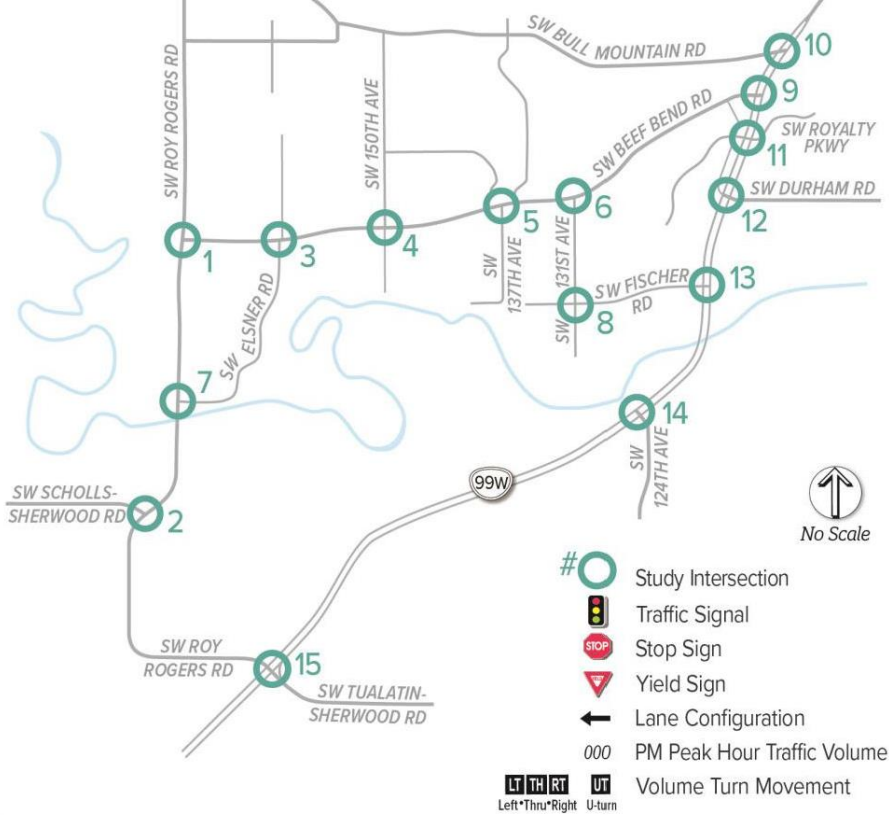 SW BULL MOUNTAIN RD
10
SW ROY ROGERS RD
SW 150TH AVE
9
SW BEEF BEND RD
SW ROYALTY
PKWY
11
SW DURHAM RD
12
1
3
4
5
6
SW
137TH AVE
SW 131ST AVE
SW FISCHER
RD
13
8
SW ELSNER RD
7
14
SW
124TH AVE
99W
SW SCHOLLS-
SHERWOOD RD
2
No Scale
SW ROY
ROGERS RD
15
SW TUALATIN-
SHERWOOD RD
# Study Intersection
Traffic Signal
STOP Stop Sign
Yield Sign
Lane Configuration
000 PM Peak Hour Traffic Volume
LT TH RT UT Volume Turn Movement
Left•Thru•Right U-turn